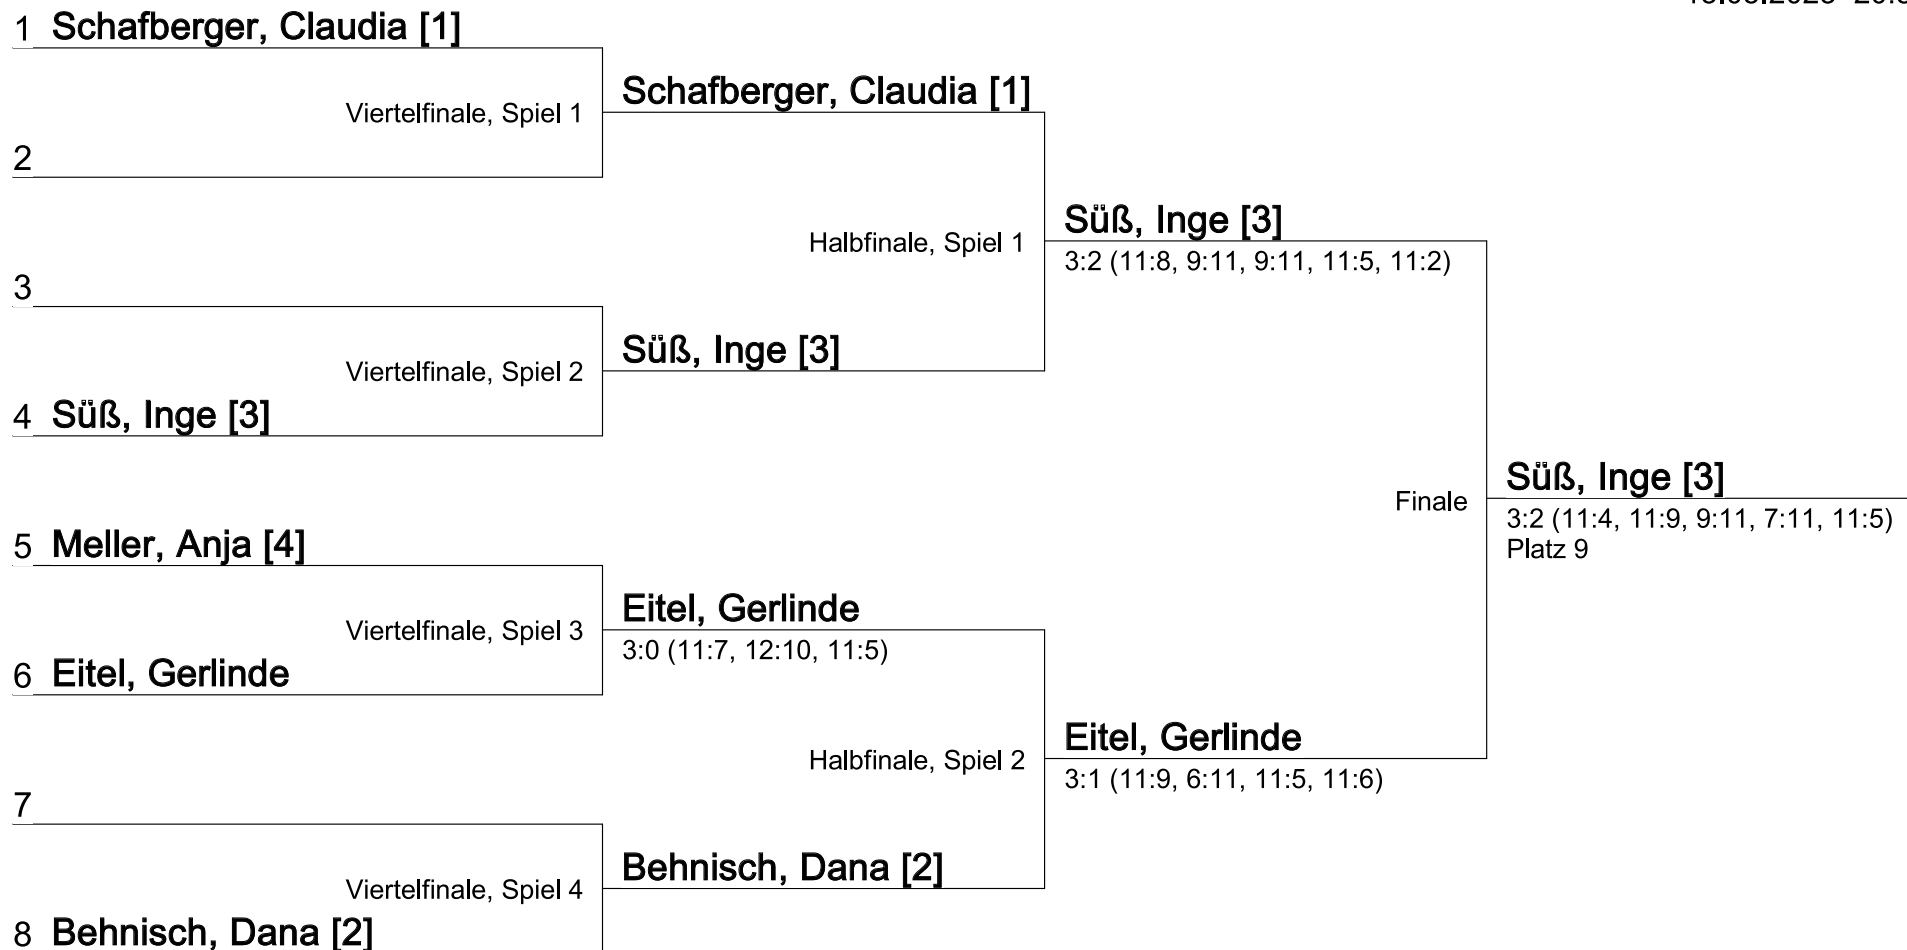 1 Schafberger, Claudia [1]
Schafberger, Claudia [1]
Viertelfinale, Spiel 1
2
Süß, Inge [3]
Halbfinale, Spiel 1
3:2 (11:8, 9:11, 9:11, 11:5, 11:2)
3
Süß, Inge [3]
Viertelfinale, Spiel 2
4 Süß, Inge [3]
Süß, Inge [3]
Finale
3:2 (11:4, 11:9, 9:11, 7:11, 11:5)
Platz 9
5 Meller, Anja [4]
Eitel, Gerlinde
Viertelfinale, Spiel 3
3:0 (11:7, 12:10, 11:5)
6 Eitel, Gerlinde
Eitel, Gerlinde
Halbfinale, Spiel 2
3:1 (11:9, 6:11, 11:5, 11:6)
7
Behnisch, Dana [2]
Viertelfinale, Spiel 4
8 Behnisch, Dana [2]